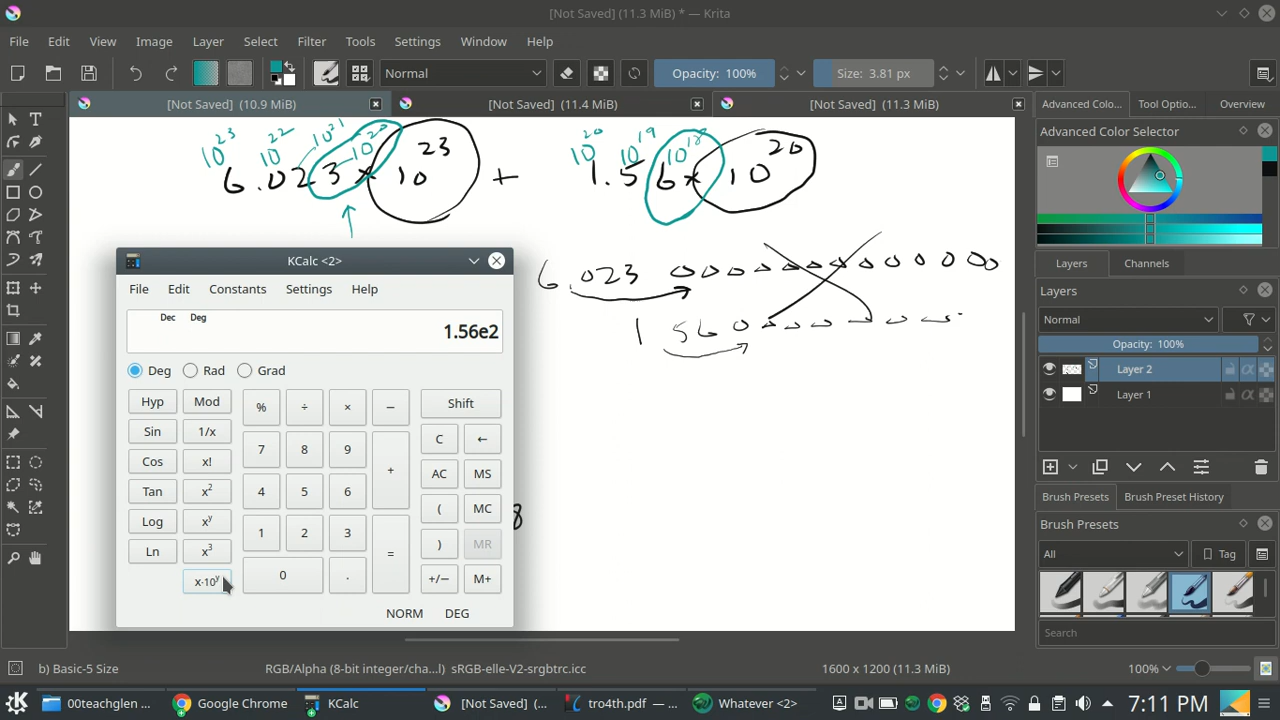 [Not Saved] (11.3 MiB) * — Krita
File Edit View Image Layer Select Filter Tools Settings Window Help
Normal Opacity: 100% Size: 3.81 px
[Not Saved] (10.9 MiB) [Not Saved] (11.4 MiB) [Not Saved] (11.3 MiB) Advanced Colo... Tool Optio... Overview
Advanced Color Selector
10^23 10^22 10^21 10^20 10^20 10^19 10^18
6.023 × 10^23 + 1.56 × 10^20
6.023 0000000000000
1 560000000
8
KCalc <2>
File Edit Constants Settings Help
Dec Deg
1.56e2
Deg Rad Grad
Hyp Mod % ÷ × − Shift
Sin 1/x 7 8 9 + C ←
Cos x! AC MS
Tan x² 4 5 6 ( MC
Log x^y 1 2 3 = ) MR
Ln x³ 0 . +/− M+
x·10^y
NORM DEG
Layers Channels
Layers
Normal
Opacity: 100%
Layer 2
Layer 1
Brush Presets Brush Preset History
Brush Presets
All Tag
Search
b) Basic-5 Size RGB/Alpha (8-bit integer/cha...l) sRGB-elle-V2-srgbtrc.icc 1600 x 1200 (11.3 MiB) 100%
00teachglen ... Google Chrome KCalc [Not Saved] (... tro4th.pdf — ... Whatever <2> A 7:11 PM